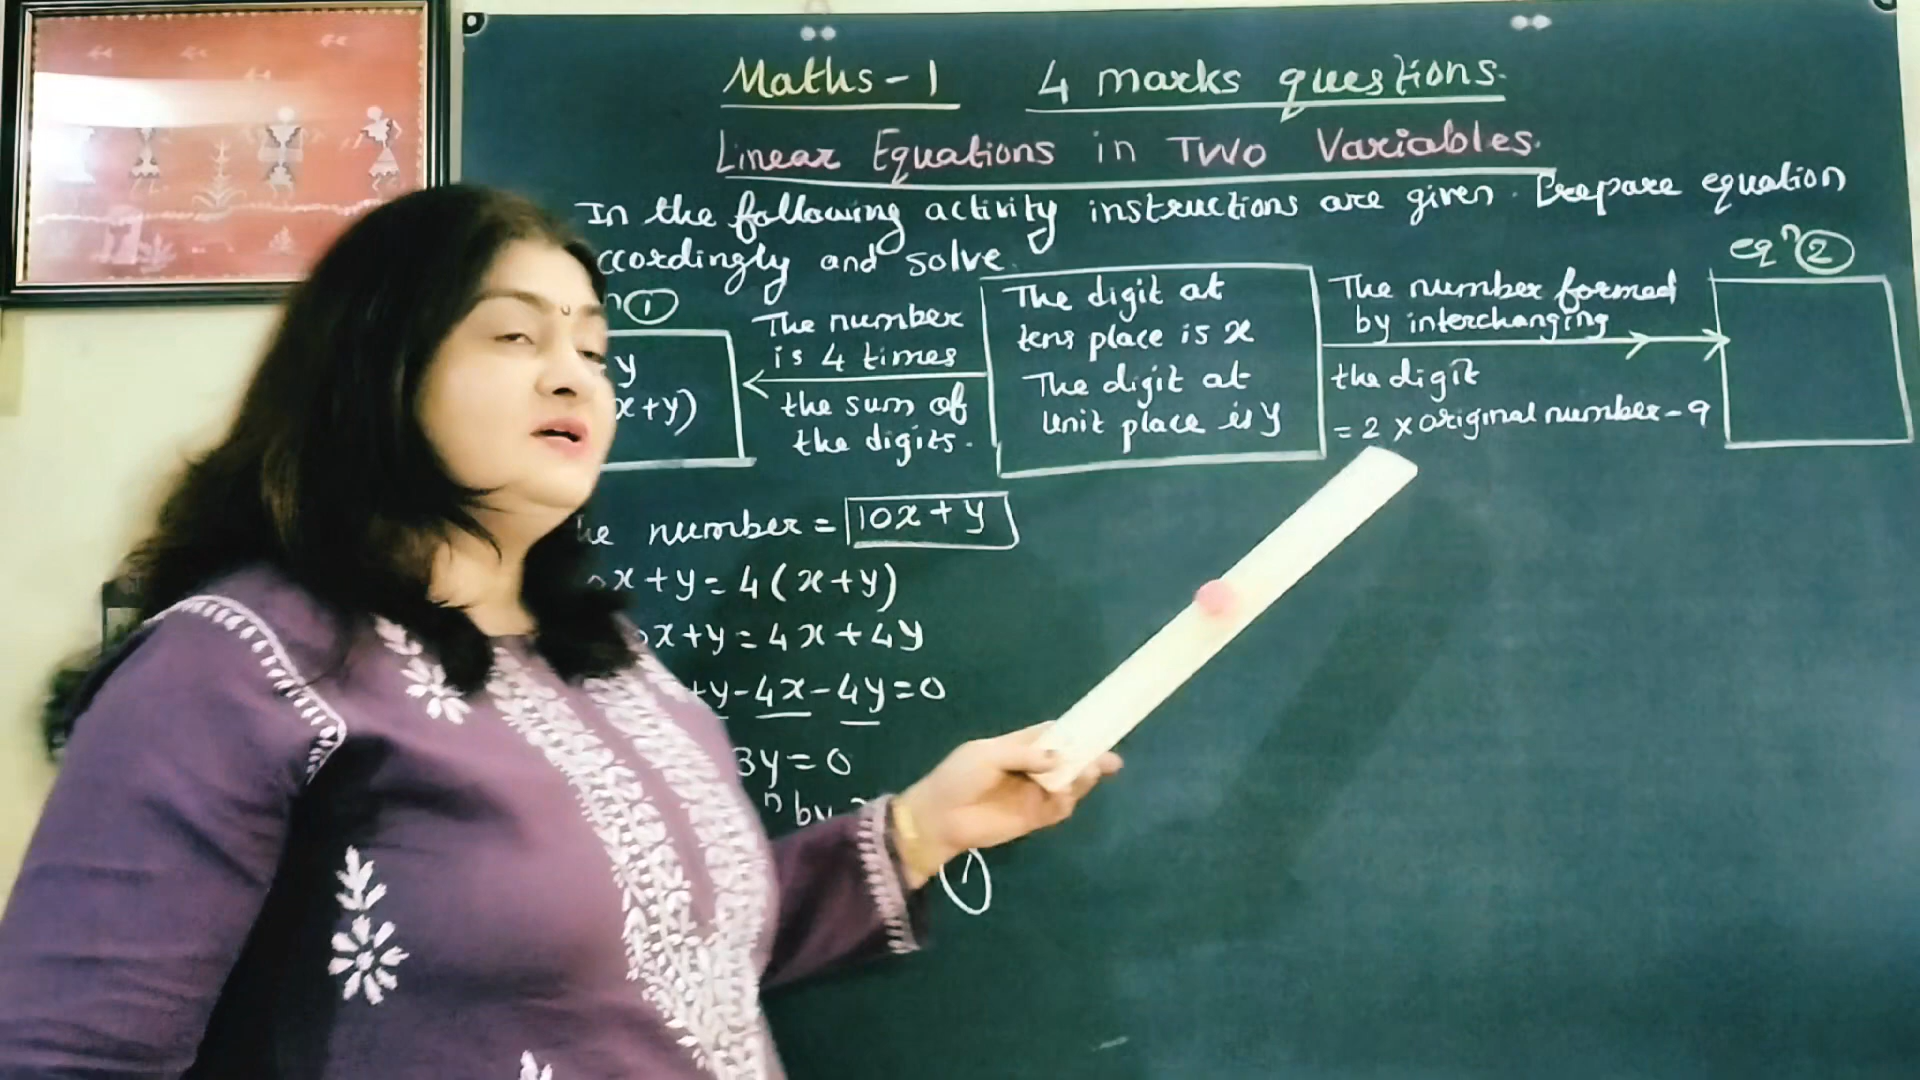 Maths-1 4 marks questions.
Linear Equations in Two Variables.
In the following activity instructions are given. Prepare equation
ccordingly and solve.
n ①
y
x+y)
The number
is 4 times
the sum of
the digits.
The digit at
tens place is x
The digit at
Unit place is y
The number formed
by interchanging
the digit
= 2 x original number-9
eqn ②
number = 10x+y
x+y=4(x+y)
x+y=4x+4y
+y-4x-4y=0
3y=0
n by
①